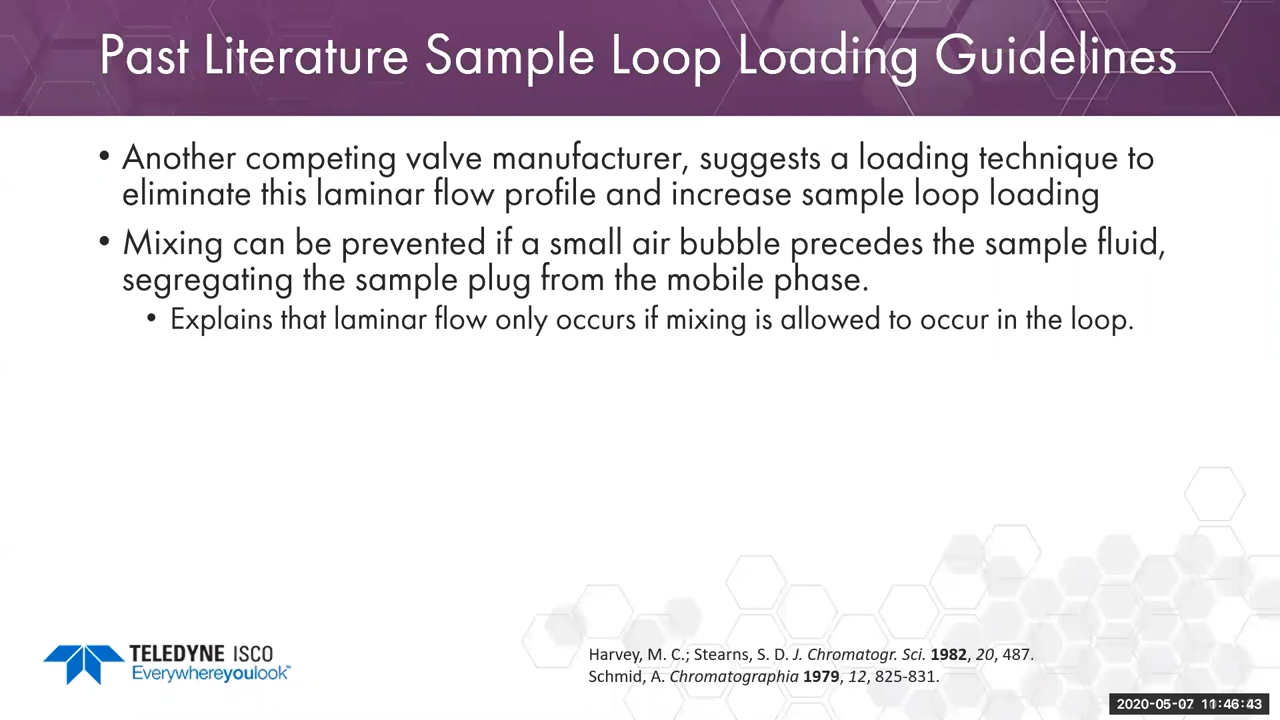 Past Literature Sample Loop Loading Guidelines
• Another competing valve manufacturer, suggests a loading technique to
eliminate this laminar flow profile and increase sample loop loading
• Mixing can be prevented if a small air bubble precedes the sample fluid,
segregating the sample plug from the mobile phase.
• Explains that laminar flow only occurs if mixing is allowed to occur in the loop.
TELEDYNE ISCO
Everywhereyoulook™
Harvey, M. C.; Stearns, S. D. J. Chromatogr. Sci. 1982, 20, 487.
Schmid, A. Chromatographia 1979, 12, 825-831.
2020-05-07 11:46:43